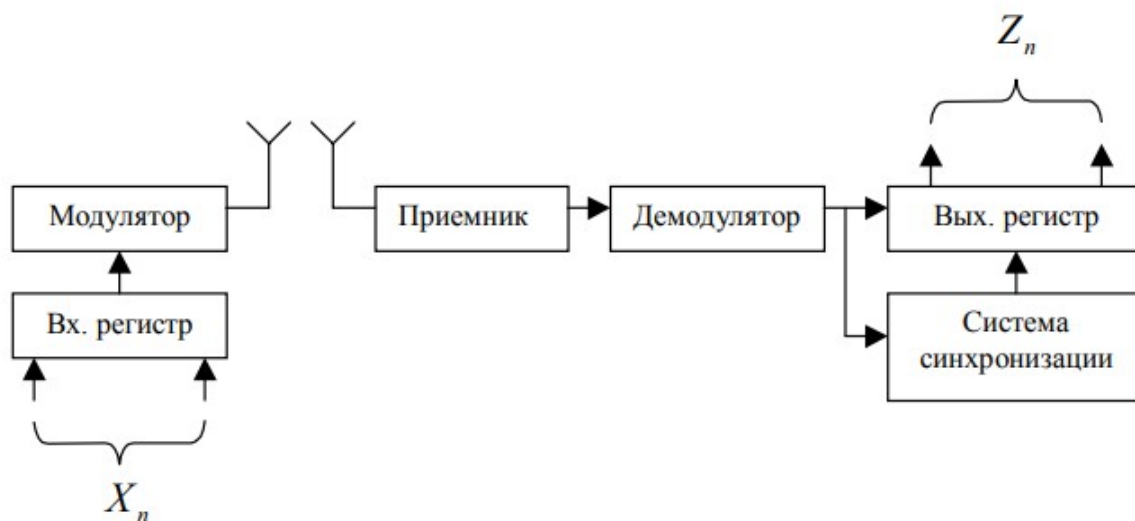 Z_n
Модулятор
Приемник
Демодулятор
Вых. регистр
Вх. регистр
Система
синхронизации
X_n